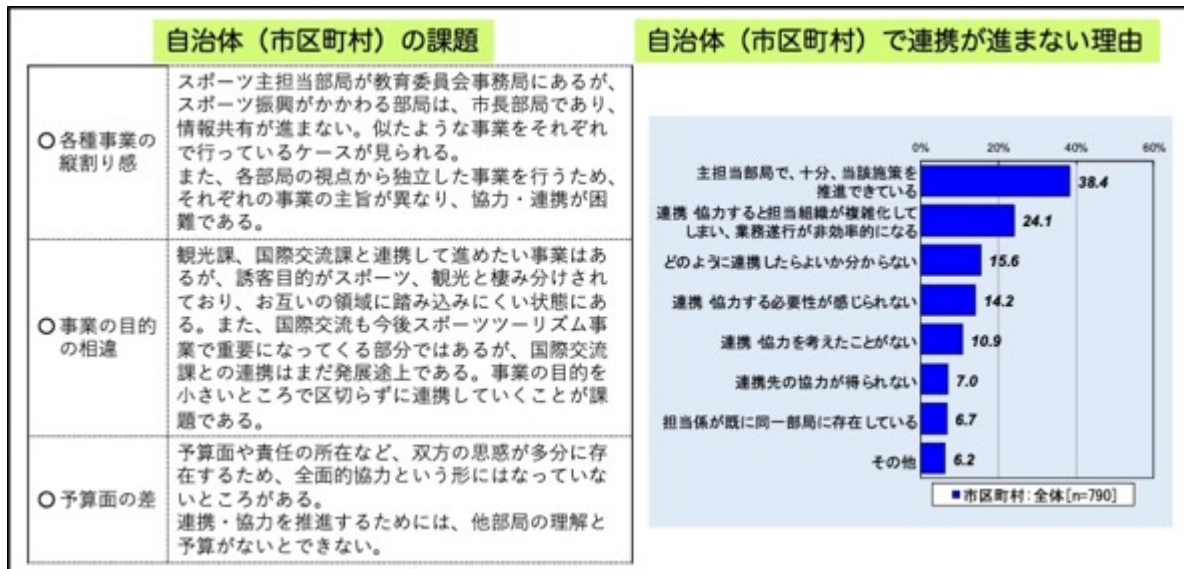 自治体（市区町村）の課題
○各種事業の
縦割り感
スポーツ主担当部局が教育委員会事務局にあるが、
スポーツ振興がかかわる部局は、市長部局であり、
情報共有が進まない。似たような事業をそれぞれ
で行っているケースが見られる。
また、各部局の視点から独立した事業を行うため、
それぞれの事業の主旨が異なり、協力・連携が困
難である。
○事業の目的
の相違
観光課、国際交流課と連携して進めたい事業はあ
るが、誘客目的がスポーツ、観光と棲み分けされ
ており、お互いの領域に踏み込みにくい状態にあ
る。また、国際交流も今後スポーツツーリズム事
業で重要になってくる部分ではあるが、国際交流
課との連携はまだ発展途上である。事業の目的を
小さいところで区切らずに連携していくことが課
題である。
○予算面の差
予算面や責任の所在など、双方の思惑が多分に存
在するため、全面的協力という形にはなっていな
いところがある。
連携・協力を推進するためには、他部局の理解と
予算がないとできない。
自治体（市区町村）で連携が進まない理由
0% 20% 40% 60%
主担当部局で、十分、当該施策を
推進できている 38.4
連携・協力すると担当組織が複雑化して
しまい、業務遂行が非効率的になる 24.1
どのように連携したらよいか分からない 15.6
連携・協力する必要性が感じられない 14.2
連携・協力を考えたことがない 10.9
連携先の協力が得られない 7.0
担当係が既に同一部局に存在している 6.7
その他 6.2
市区町村：全体[n=790]